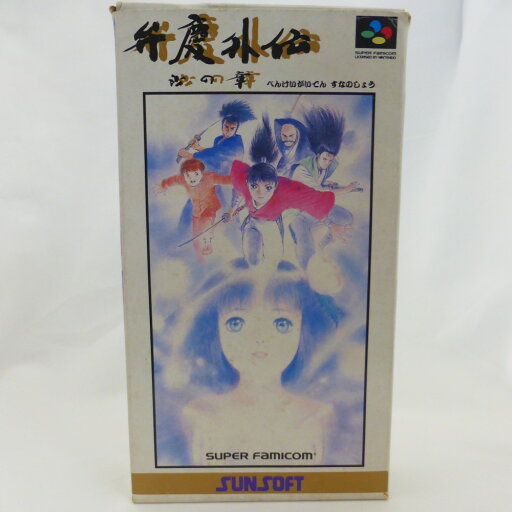 弁慶外伝
沙の章
べんけいがいでん すなのしょう
SUPER FAMICOM
LICENSED BY NINTENDO
SUPER FAMICOM
SUNSOFT